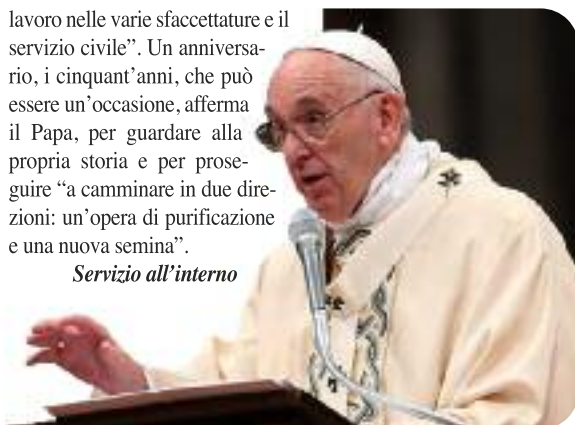 lavoro nelle varie sfaccettature e il
servizio civile”. Un anniversa-
rio, i cinquant’anni, che può
essere un’occasione, afferma
il Papa, per guardare alla
propria storia e per prose-
guire “a camminare in due dire-
zioni: un’opera di purificazione
e una nuova semina”.
Servizio all’interno